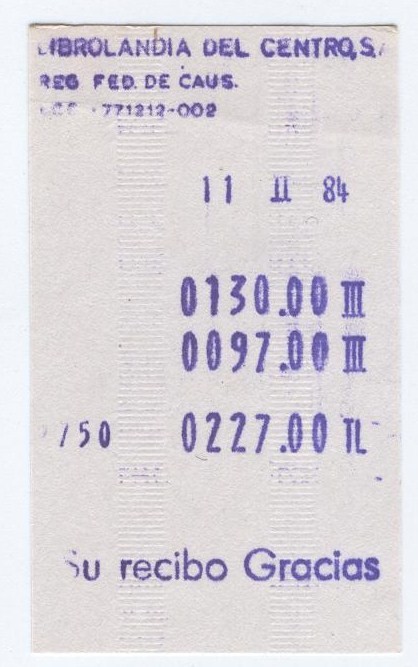 LIBROLANDIA DEL CENTRO, S.A
REG FED. DE CAUS.
771212-002
11 II 84
0130.00 III
0097.00 III
/50 0227.00 TL
Su recibo Gracias